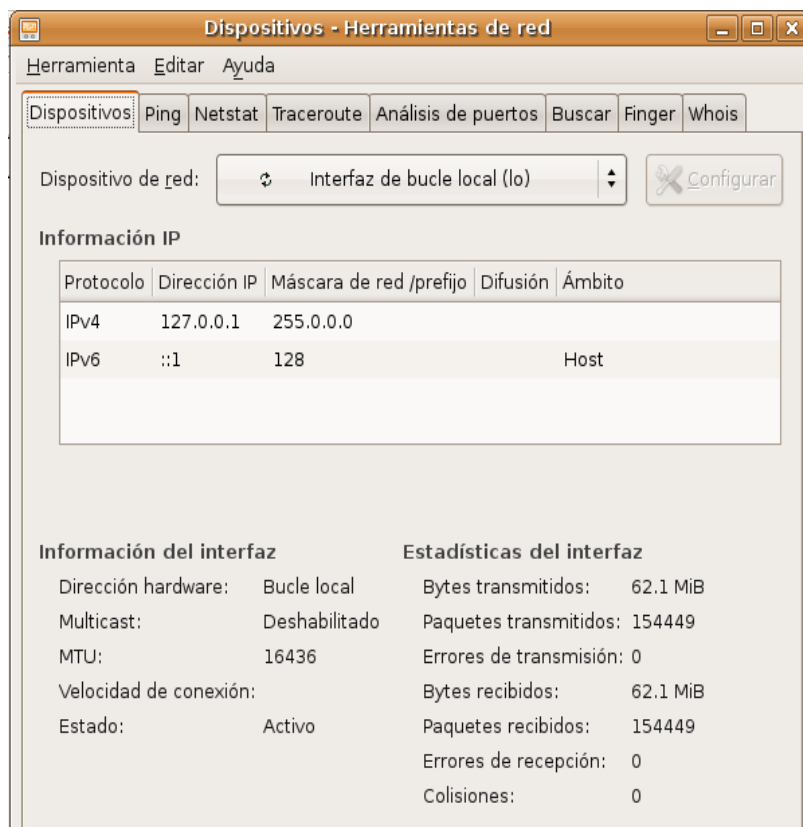 Dispositivos - Herramientas de red
Herramienta Editar Ayuda
Dispositivos Ping Netstat Traceroute Análisis de puertos Buscar Finger Whois
Dispositivo de red: Interfaz de bucle local (lo) Configurar
Información IP
Protocolo Dirección IP Máscara de red /prefijo Difusión Ámbito
IPv4 127.0.0.1 255.0.0.0
IPv6 ::1 128 Host
Información del interfaz
Dirección hardware: Bucle local
Multicast: Deshabilitado
MTU: 16436
Velocidad de conexión:
Estado: Activo
Estadísticas del interfaz
Bytes transmitidos: 62.1 MiB
Paquetes transmitidos: 154449
Errores de transmisión: 0
Bytes recibidos: 62.1 MiB
Paquetes recibidos: 154449
Errores de recepción: 0
Colisiones: 0